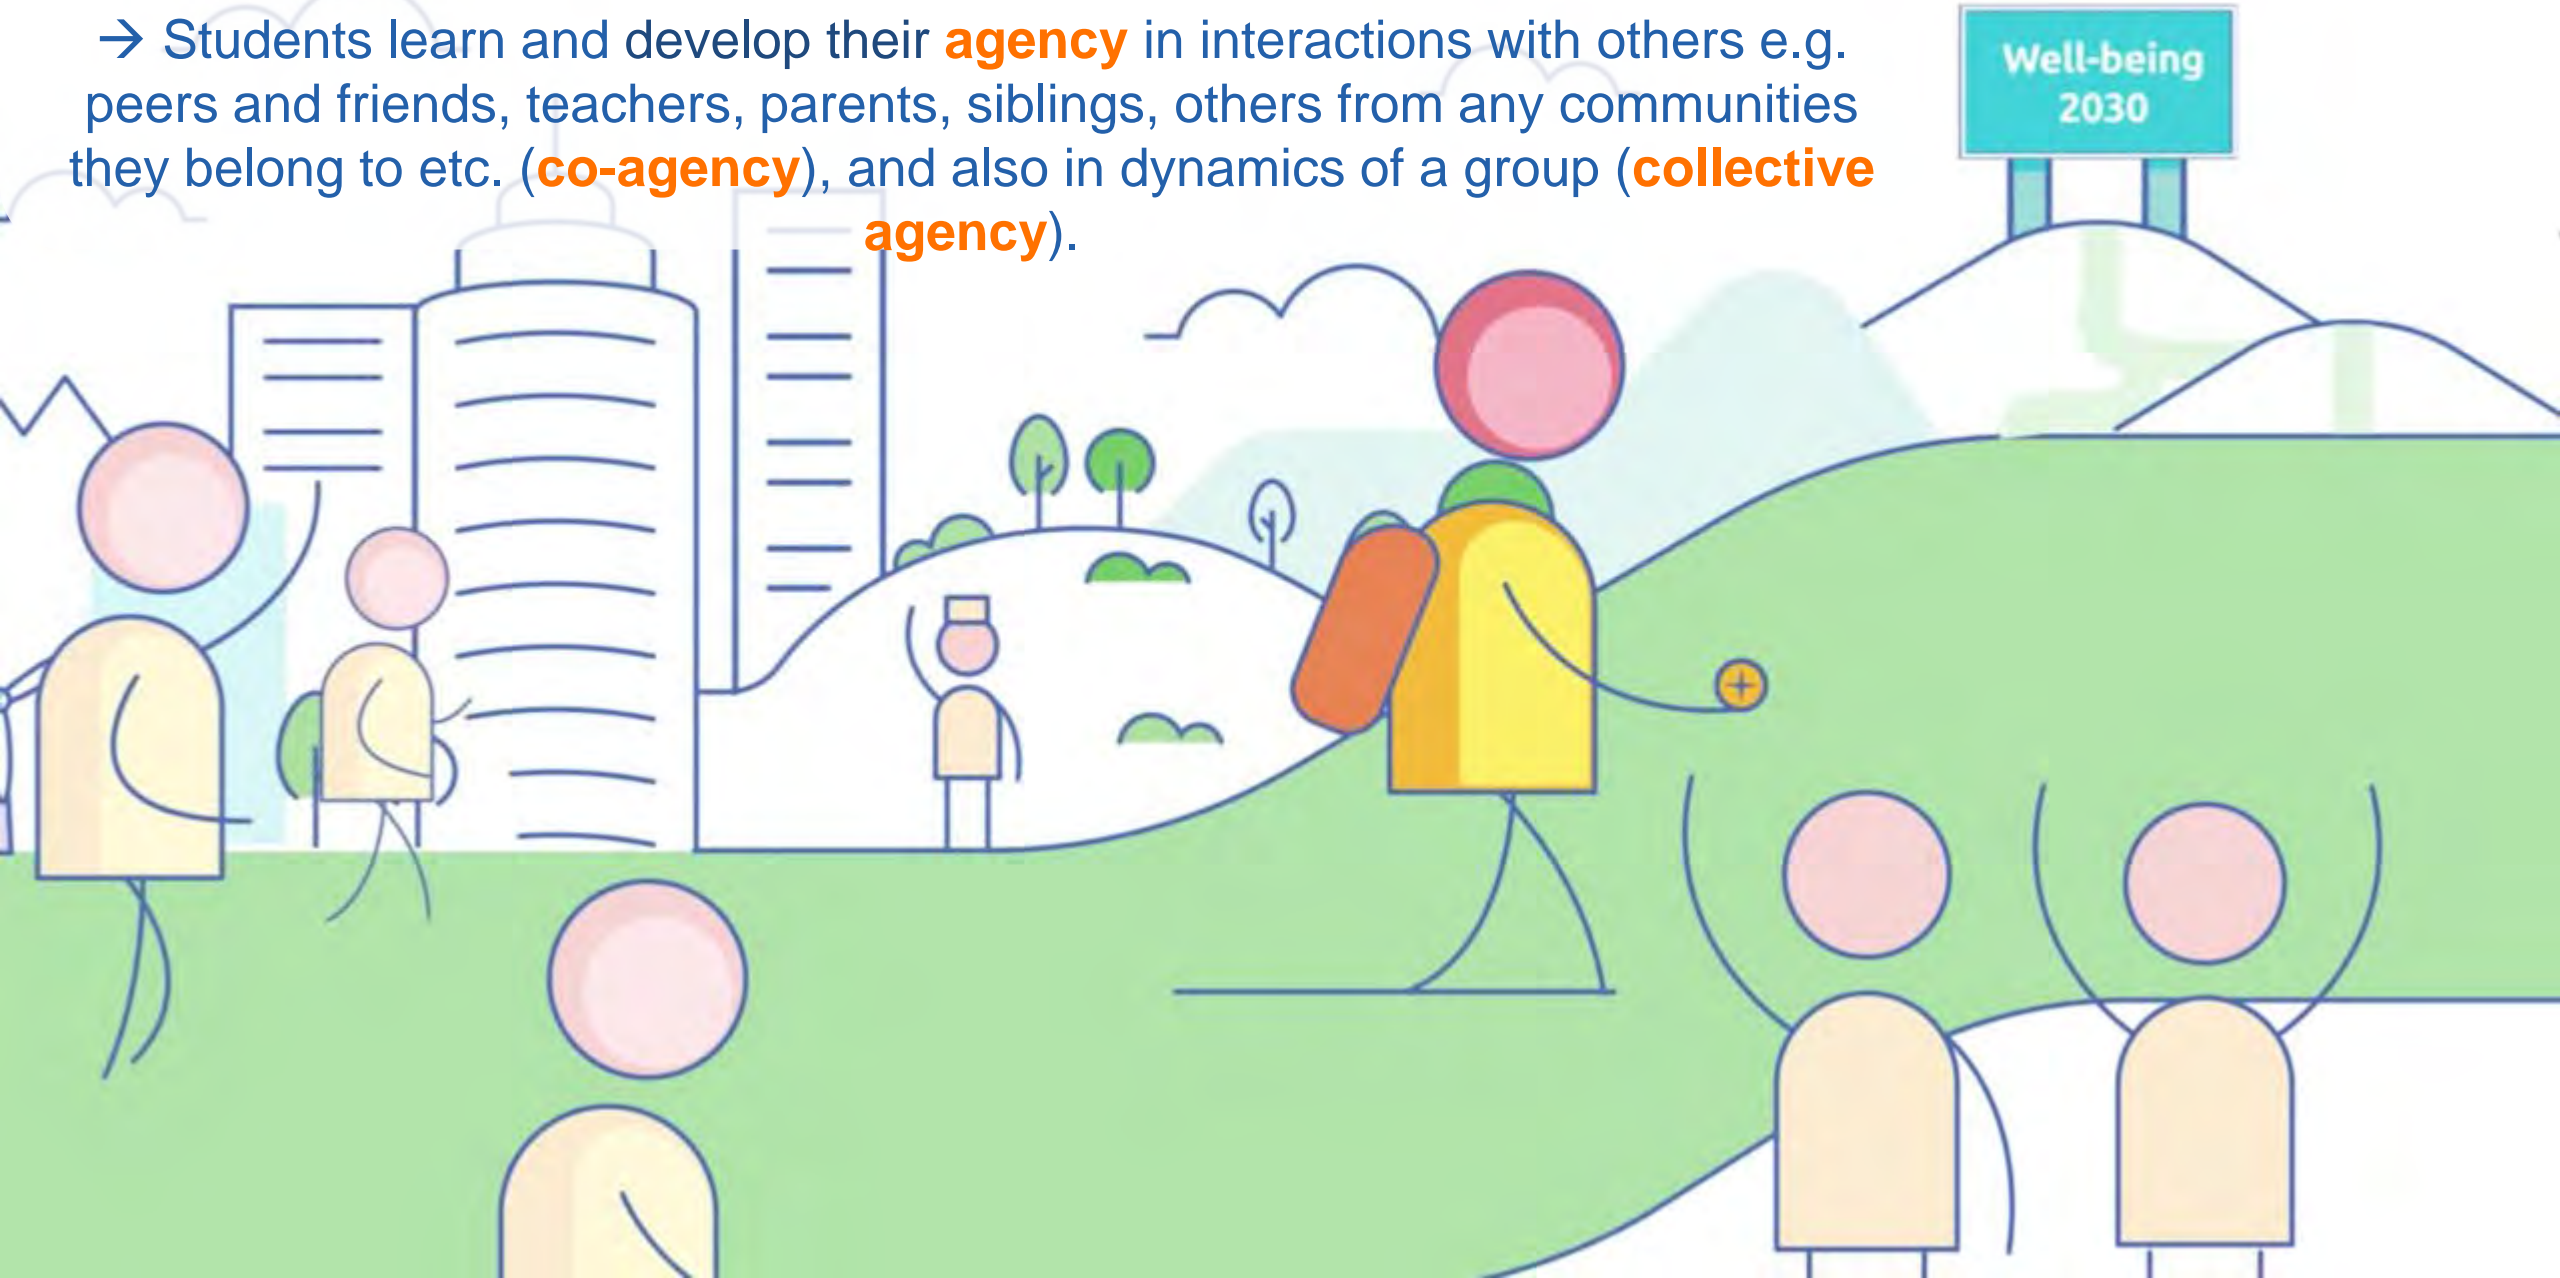 → Students learn and develop their agency in interactions with others e.g.
peers and friends, teachers, parents, siblings, others from any communities
they belong to etc. (co-agency), and also in dynamics of a group (collective
agency).
Well-being
2030